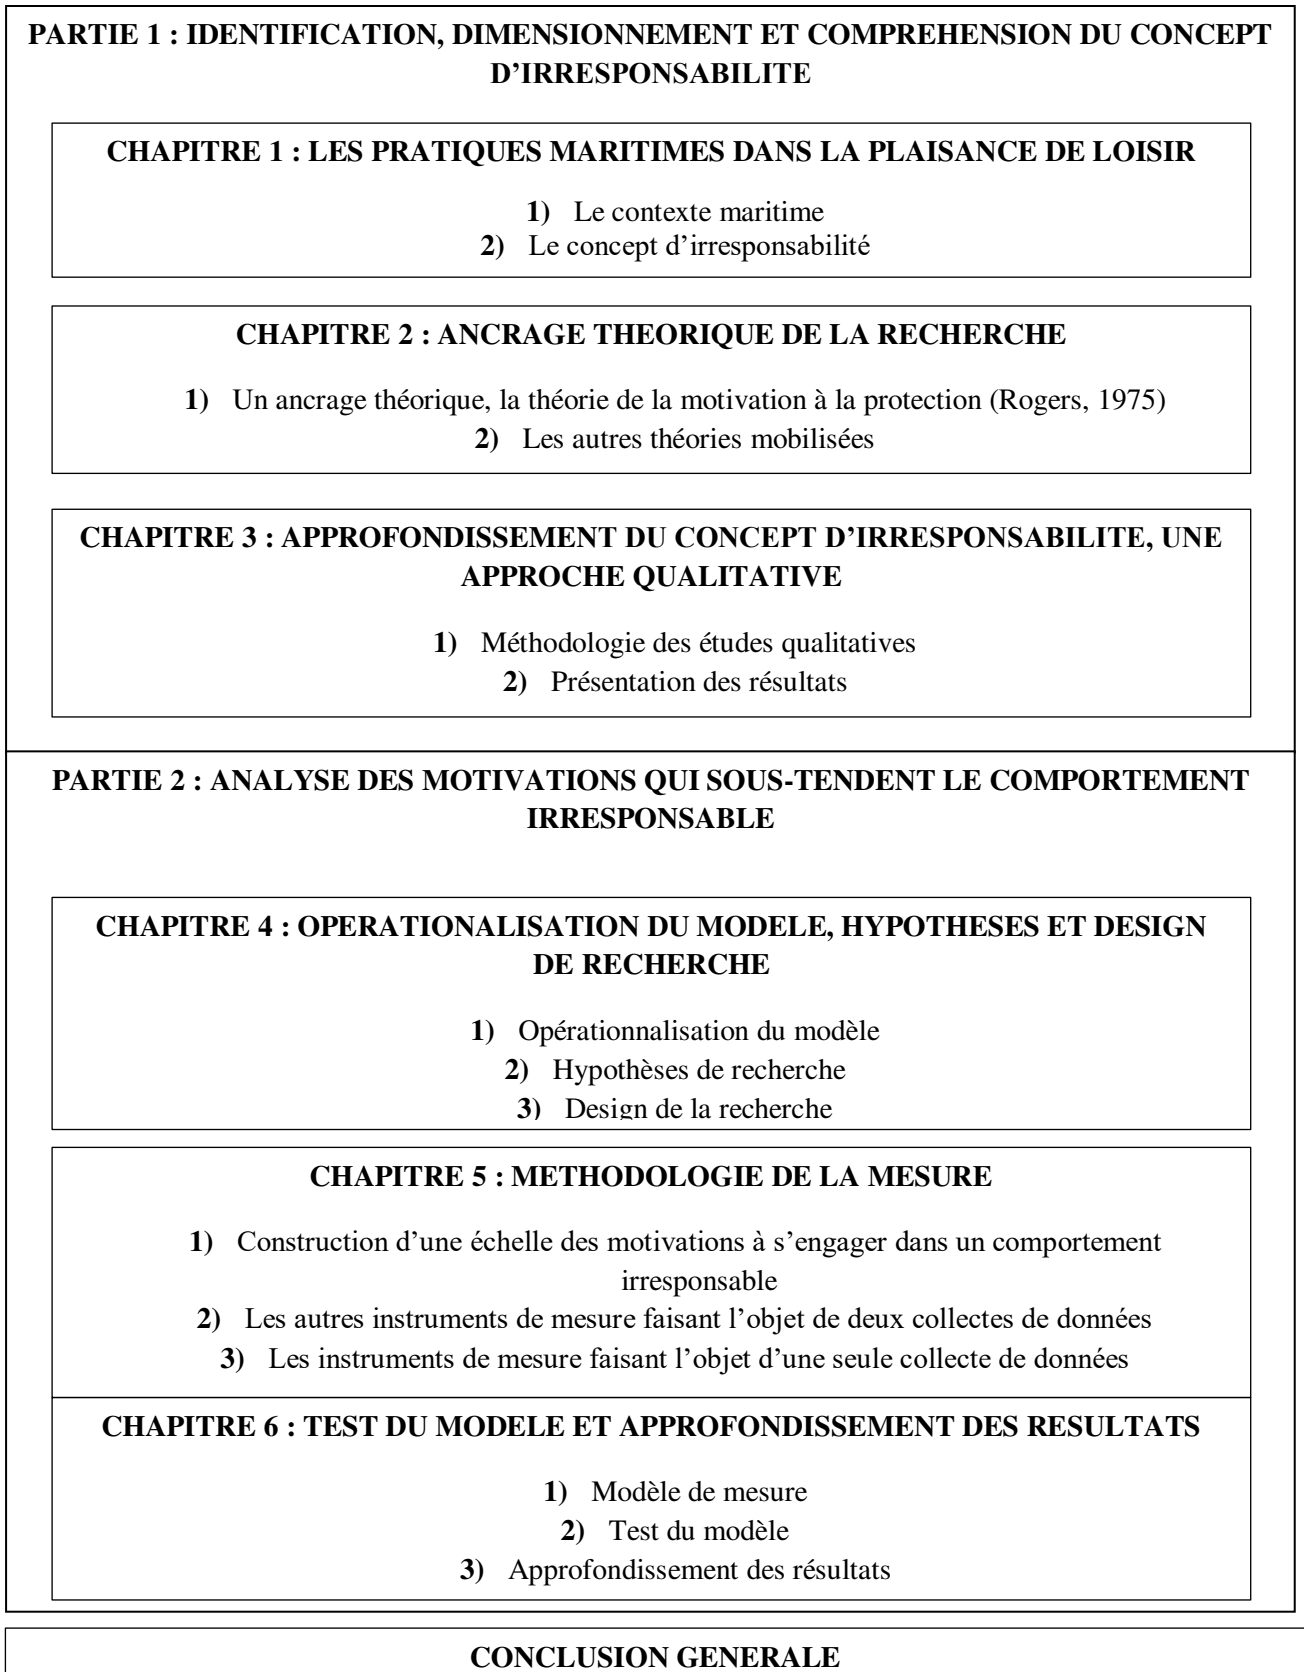 PARTIE 1 : IDENTIFICATION, DIMENSIONNEMENT ET COMPREHENSION DU CONCEPT
D’IRRESPONSABILITE
CHAPITRE 1 : LES PRATIQUES MARITIMES DANS LA PLAISANCE DE LOISIR
1) Le contexte maritime
2) Le concept d’irresponsabilité
CHAPITRE 2 : ANCRAGE THEORIQUE DE LA RECHERCHE
1) Un ancrage théorique, la théorie de la motivation à la protection (Rogers, 1975)
2) Les autres théories mobilisées
CHAPITRE 3 : APPROFONDISSEMENT DU CONCEPT D’IRRESPONSABILITE, UNE
APPROCHE QUALITATIVE
1) Méthodologie des études qualitatives
2) Présentation des résultats
PARTIE 2 : ANALYSE DES MOTIVATIONS QUI SOUS-TENDENT LE COMPORTEMENT
IRRESPONSABLE
CHAPITRE 4 : OPERATIONALISATION DU MODELE, HYPOTHESES ET DESIGN
DE RECHERCHE
1) Opérationnalisation du modèle
2) Hypothèses de recherche
3) Design de la recherche
CHAPITRE 5 : METHODOLOGIE DE LA MESURE
1) Construction d’une échelle des motivations à s’engager dans un comportement
irresponsable
2) Les autres instruments de mesure faisant l’objet de deux collectes de données
3) Les instruments de mesure faisant l’objet d’une seule collecte de données
CHAPITRE 6 : TEST DU MODELE ET APPROFONDISSEMENT DES RESULTATS
1) Modèle de mesure
2) Test du modèle
3) Approfondissement des résultats
CONCLUSION GENERALE